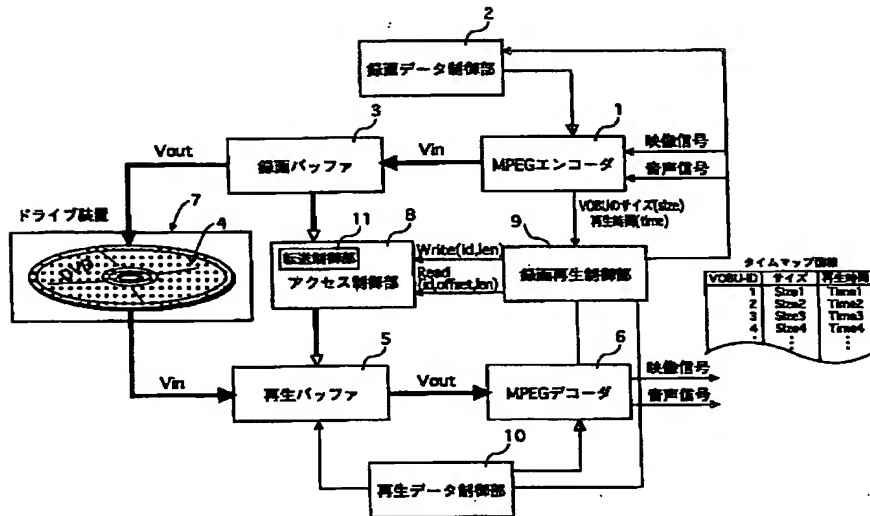 2
録画データ制御部
3
録画バッファ
1
MPEGエンコーダ
映像信号
音声信号
Vout
Vin
VOBUのサイズ(size)
再生時間(time)
ドライブ装置
7
4
11
8
転送制御部
アクセス制御部
Write(id,len)
Read
(id,offset,len)
9
録画再生制御部
タイムマップ情報
VOBU-ID サイズ 再生時間
1 Size1 Time1
2 Size2 Time2
3 Size3 Time3
4 Size4 Time4
5
再生バッファ
Vin
Vout
6
MPEGデコーダ
映像信号
音声信号
10
再生データ制御部